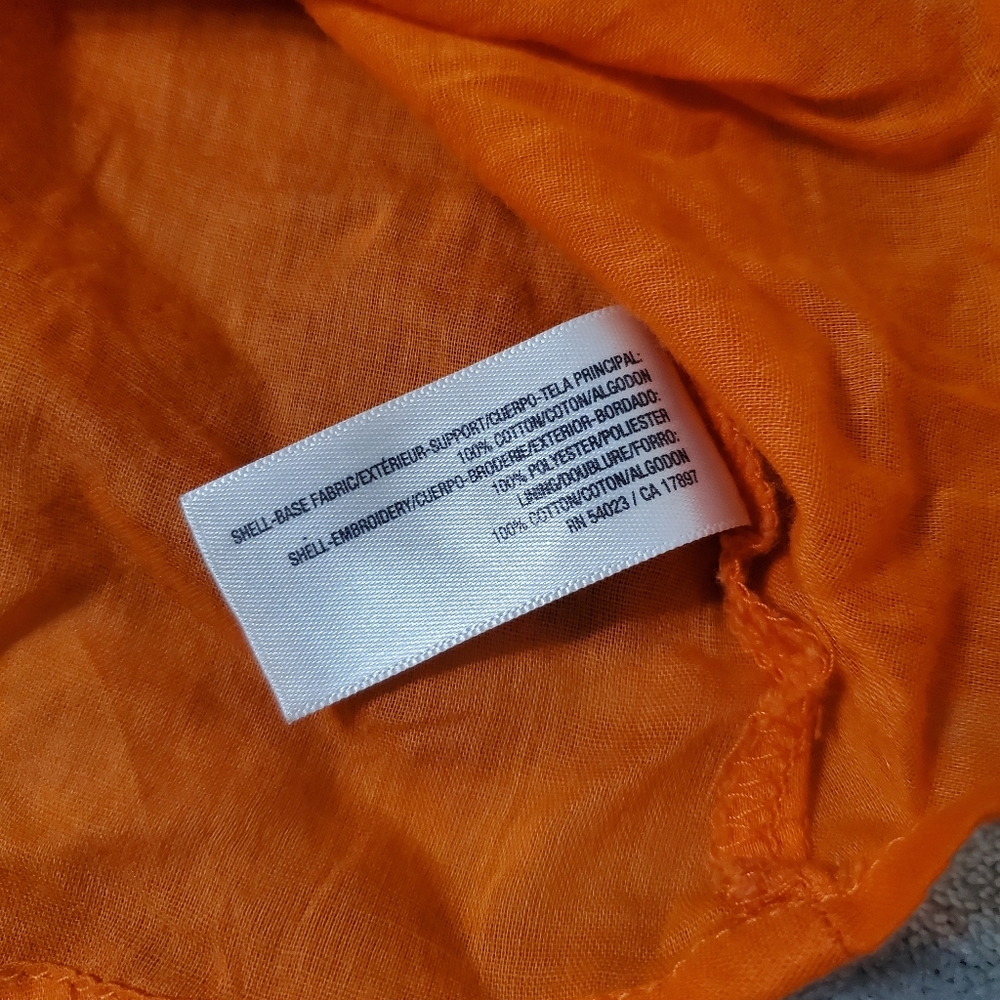 SHELL-BASE FABRIC/EXTÉRIEUR-SUPPORT/CUERPO-TELA PRINCIPAL:
100% COTTON/COTON/ALGODON
SHELL-EMBROIDERY/CUERPO-BRODERIE/EXTERIOR-BORDADO:
100% POLYESTER/POLIESTER
LINING/DOUBLURE/FORRO:
100% COTTON/COTON/ALGODON
RN 54023 / CA 17897